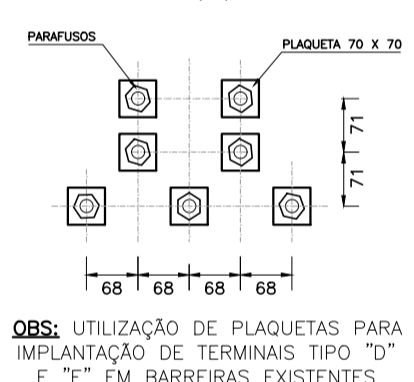 PARAFUSOS
PLAQUETA 70 X 70
71
71
68 68 68 68
OBS: UTILIZAÇÃO DE PLAQUETAS PARA
IMPLANTAÇÃO DE TERMINAIS TIPO "D"
E "E" EM BARREIRAS EXISTENTES